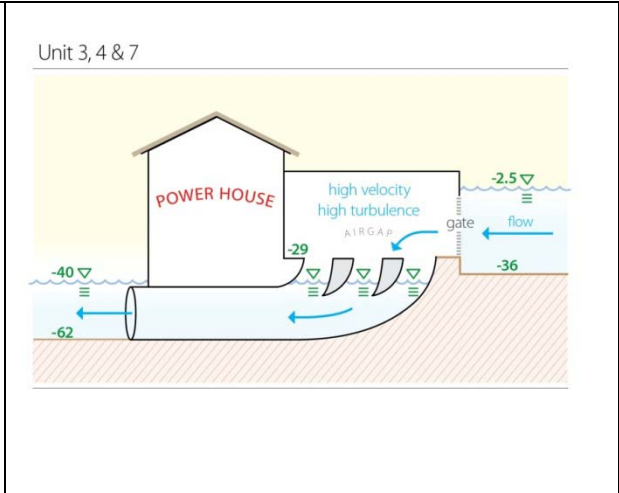 Unit 3, 4 & 7
POWER HOUSE
high velocity
high turbulence
AIRGAP
-2.5
gate
flow
-29
-36
-40
-62